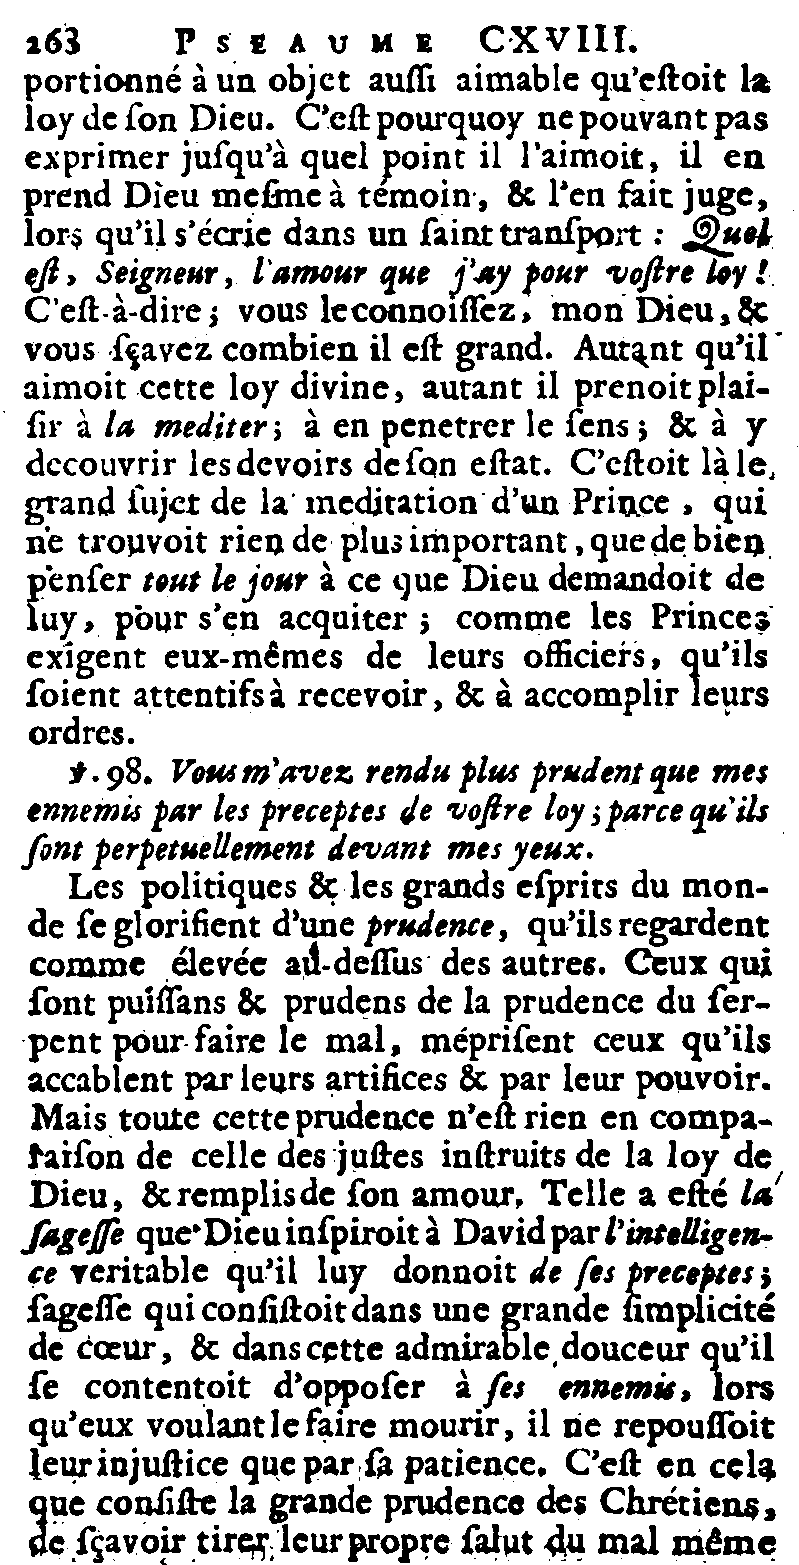 263 PSEAUME CXVIII.
portionné à un objet auſſi aimable qu'eſtoit la
loy de ſon Dieu. C'eſt pourquoy ne pouvant pas
exprimer juſqu'à quel point il l'aimoit, il en
prend Dieu meſme à témoin, & l'en fait juge,
lors qu'il s'écrie dans un ſaint tranſport : Quel
eſt, Seigneur, l'amour que j'ay pour voſtre loy !
C'eſt-à-dire ; vous le connoiſſez, mon Dieu, &
vous ſçavez combien il eſt grand. Autant qu'il
aimoit cette loy divine, autant il prenoit plai-
ſir à la mediter ; à en penetrer le ſens ; & à y
decouvrir les devoirs de ſon eſtat. C'eſtoit là le
grand ſujet de la meditation d'un Prince, qui
ne trouvoit rien de plus important, que de bien
penſer tout le jour à ce que Dieu demandoit de
luy, pour s'en acquiter ; comme les Princes
exigent eux-mêmes de leurs officiers, qu'ils
ſoient attentifs à recevoir, & à accomplir leurs
ordres.
℣. 98. Vous m'avez rendu plus prudent que mes
ennemis par les preceptes de voſtre loy ; parce qu'ils
ſont perpetuellement devant mes yeux.
Les politiques & les grands eſprits du mon-
de ſe glorifient d'une prudence, qu'ils regardent
comme élevée au-deſſus des autres. Ceux qui
ſont puiſſans & prudens de la prudence du ſer-
pent pour faire le mal, mépriſent ceux qu'ils
accablent par leurs artifices & par leur pouvoir.
Mais toute cette prudence n'eſt rien en compa-
raiſon de celle des juſtes inſtruits de la loy de
Dieu, & remplis de ſon amour. Telle a eſté la
ſageſſe que Dieu inſpiroit à David par l'intelligen-
ce veritable qu'il luy donnoit de ſes preceptes ;
ſageſſe qui conſiſtoit dans une grande ſimplicité
de cœur, & dans cette admirable douceur qu'il
ſe contentoit d'oppoſer à ſes ennemis, lors
qu'eux voulant le faire mourir, il ne repouſſoit
leur injuſtice que par ſa patience. C'eſt en cela
que conſiſte la grande prudence des Chrétiens,
de ſçavoir tirer leur propre ſalut du mal même